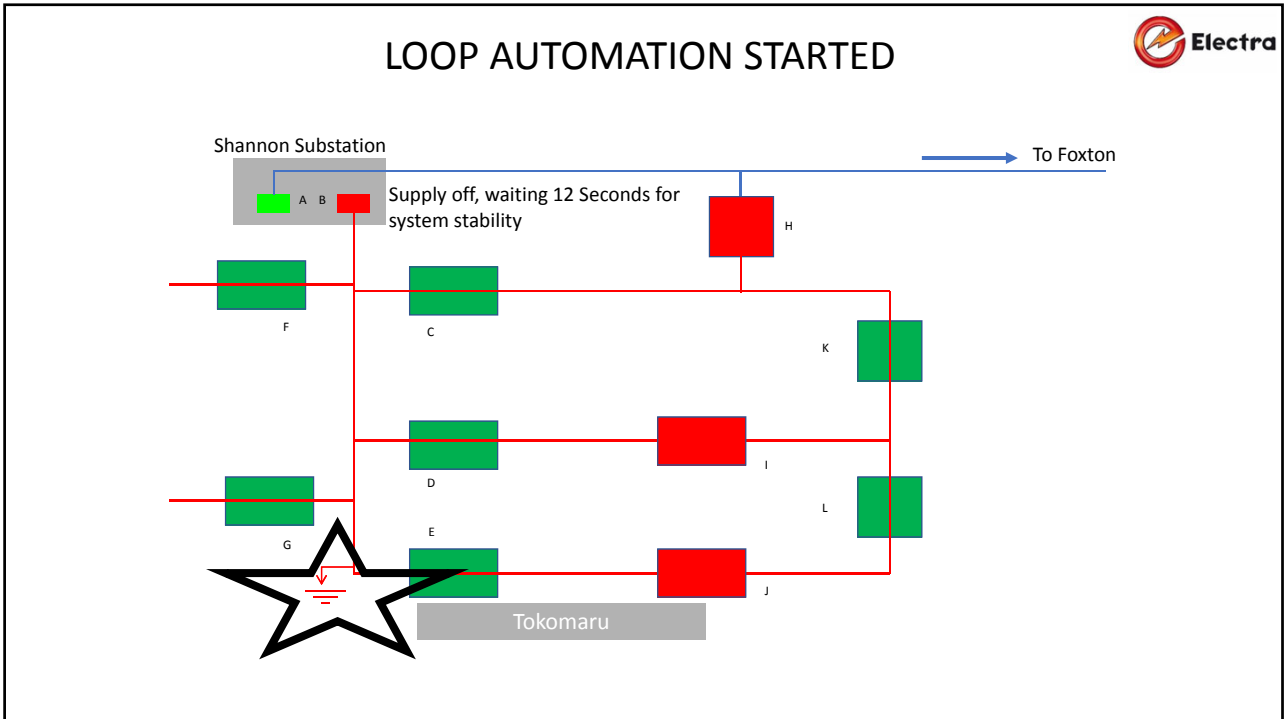 LOOP AUTOMATION STARTED
Electra
Shannon Substation
To Foxton
A B
Supply off, waiting 12 Seconds for
system stability
H
F
C
K
I
D
L
E
G
J
Tokomaru